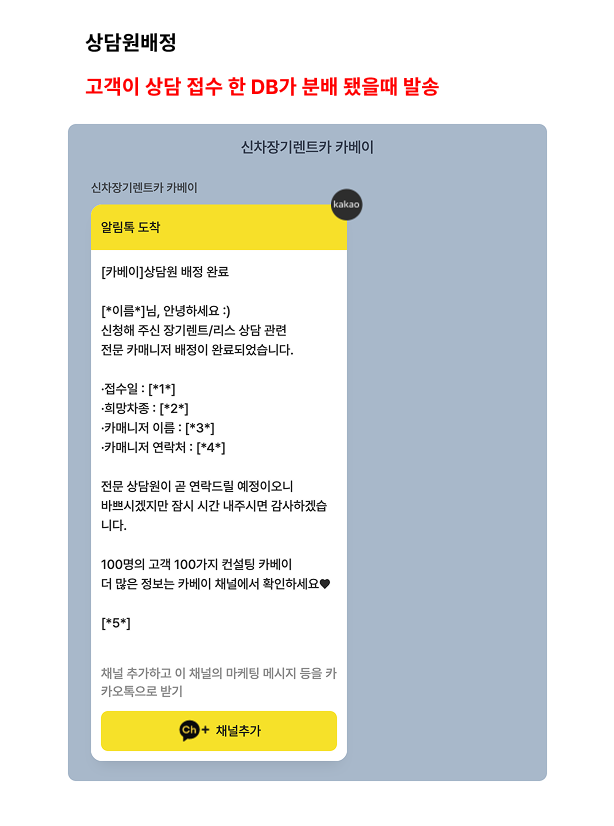 상담원배정
고객이 상담 접수 한 DB가 분배 됐을때 발송
신차장기렌트카 카베이
신차장기렌트카 카베이
kakao
알림톡 도착
[카베이]상담원 배정 완료
[*이름*]님, 안녕하세요 :)
신청해 주신 장기렌트/리스 상담 관련
전문 카매니저 배정이 완료되었습니다.
·접수일 : [*1*]
·희망차종 : [*2*]
·카매니저 이름 : [*3*]
·카매니저 연락처 : [*4*]
전문 상담원이 곧 연락드릴 예정이오니
바쁘시겠지만 잠시 시간 내주시면 감사하겠습
니다.
100명의 고객 100가지 컨설팅 카베이
더 많은 정보는 카베이 채널에서 확인하세요♥
[*5*]
채널 추가하고 이 채널의 마케팅 메시지 등을 카
카오톡으로 받기
Ch+ 채널추가